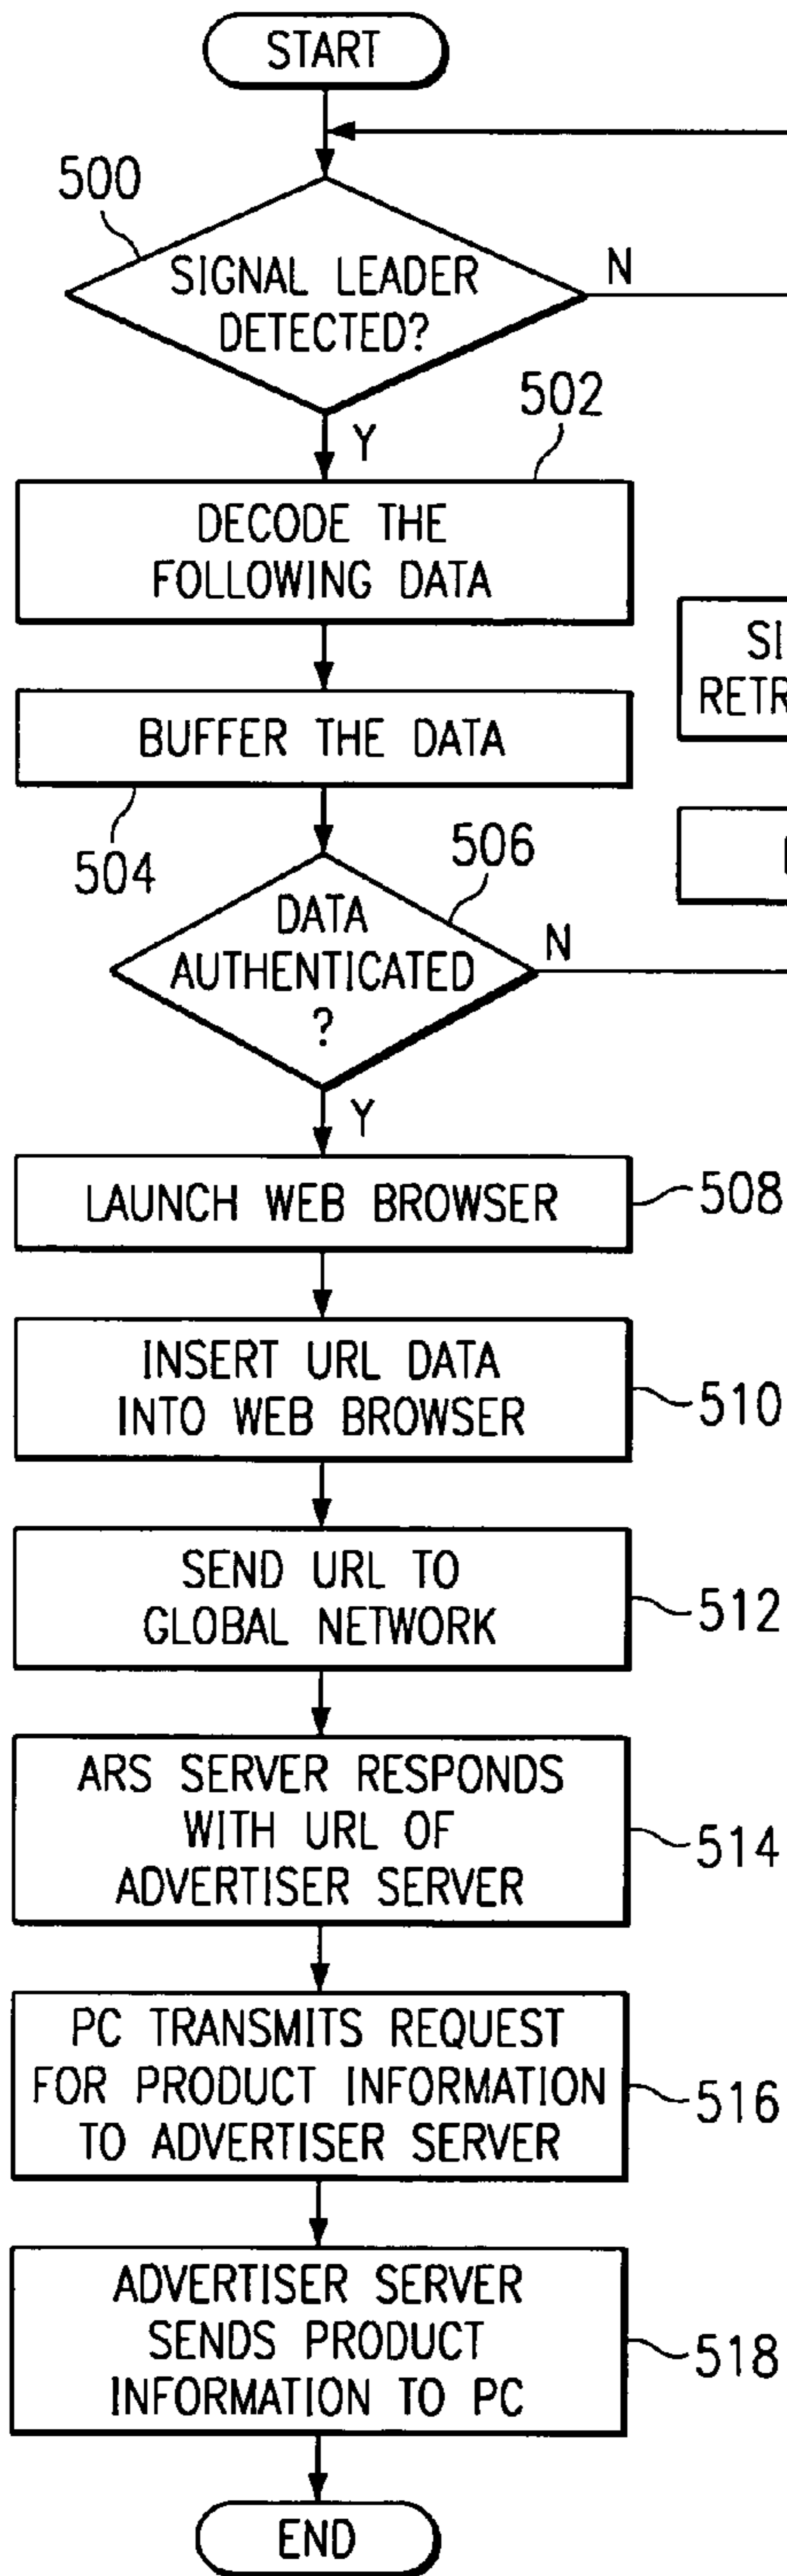 START
500
SIGNAL LEADER
DETECTED?
N
Y
502
DECODE THE
FOLLOWING DATA
BUFFER THE DATA
504
506
DATA
AUTHENTICATED
?
N
Y
LAUNCH WEB BROWSER
508
INSERT URL DATA
INTO WEB BROWSER
510
SEND URL TO
GLOBAL NETWORK
512
ARS SERVER RESPONDS
WITH URL OF
ADVERTISER SERVER
514
PC TRANSMITS REQUEST
FOR PRODUCT INFORMATION
TO ADVERTISER SERVER
516
ADVERTISER SERVER
SENDS PRODUCT
INFORMATION TO PC
518
END